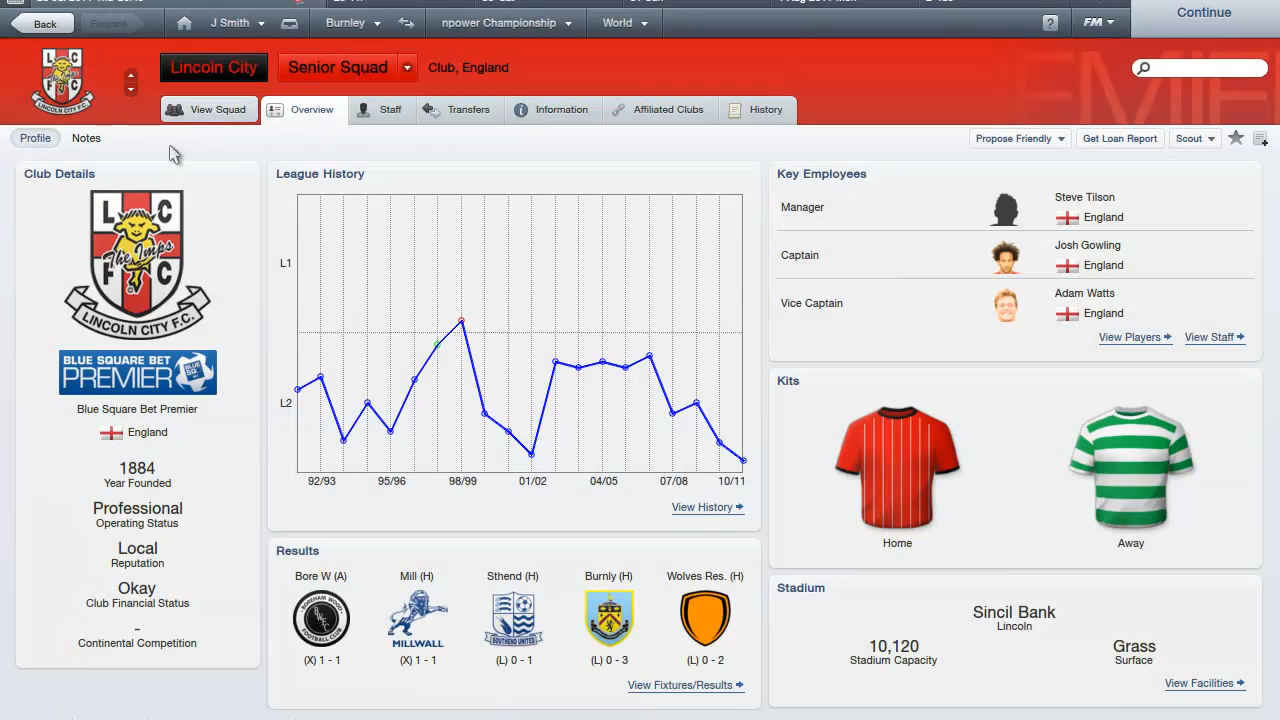 Back
Forward
J Smith
Burnley
npower Championship
World
?
FM
Continue
Lincoln City
Senior Squad
Club, England
View Squad
Overview
Staff
Transfers
Information
Affiliated Clubs
History
Profile
Notes
Propose Friendly
Get Loan Report
Scout
Club Details
L C
The Imps
F C
LINCOLN CITY F.C.
BLUE SQUARE BET
PREMIER
Blue Square Bet Premier
England
1884
Year Founded
Professional
Operating Status
Local
Reputation
Okay
Club Financial Status
-
Continental Competition
League History
L1
L2
92/93 95/96 98/99 01/02 04/05 07/08 10/11
View History
Results
Bore W (A) Mill (H) Sthend (H) Burnly (H) Wolves Res. (H)
MILLWALL
SOUTHEND UNITED
(X) 1 - 1 (X) 1 - 1 (L) 0 - 1 (L) 0 - 3 (L) 0 - 2
View Fixtures/Results
Key Employees
Manager
Steve Tilson
England
Captain
Josh Gowling
England
Vice Captain
Adam Watts
England
View Players View Staff
Kits
Home Away
Stadium
Sincil Bank
Lincoln
10,120
Stadium Capacity
Grass
Surface
View Facilities